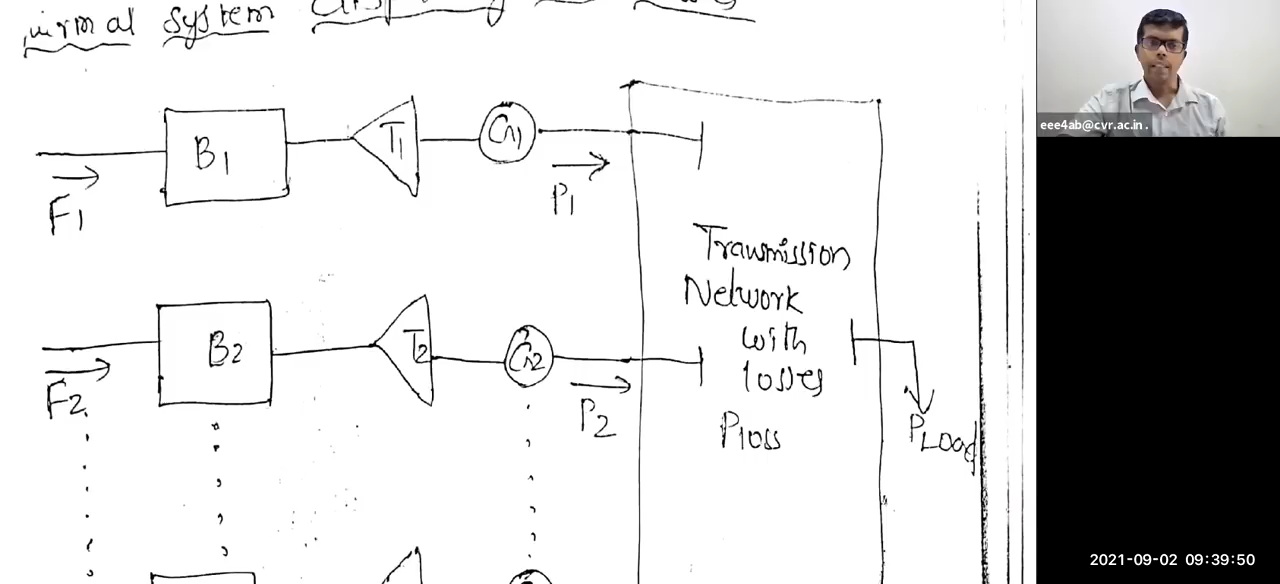 system
B1
T1
G1
F1
P1
Transmission
Network
with
losses
Ploss
B2
T2
G2
F2
P2
PLoad
eee4ab@cvr.ac.in .
2021-09-02 09:39:50